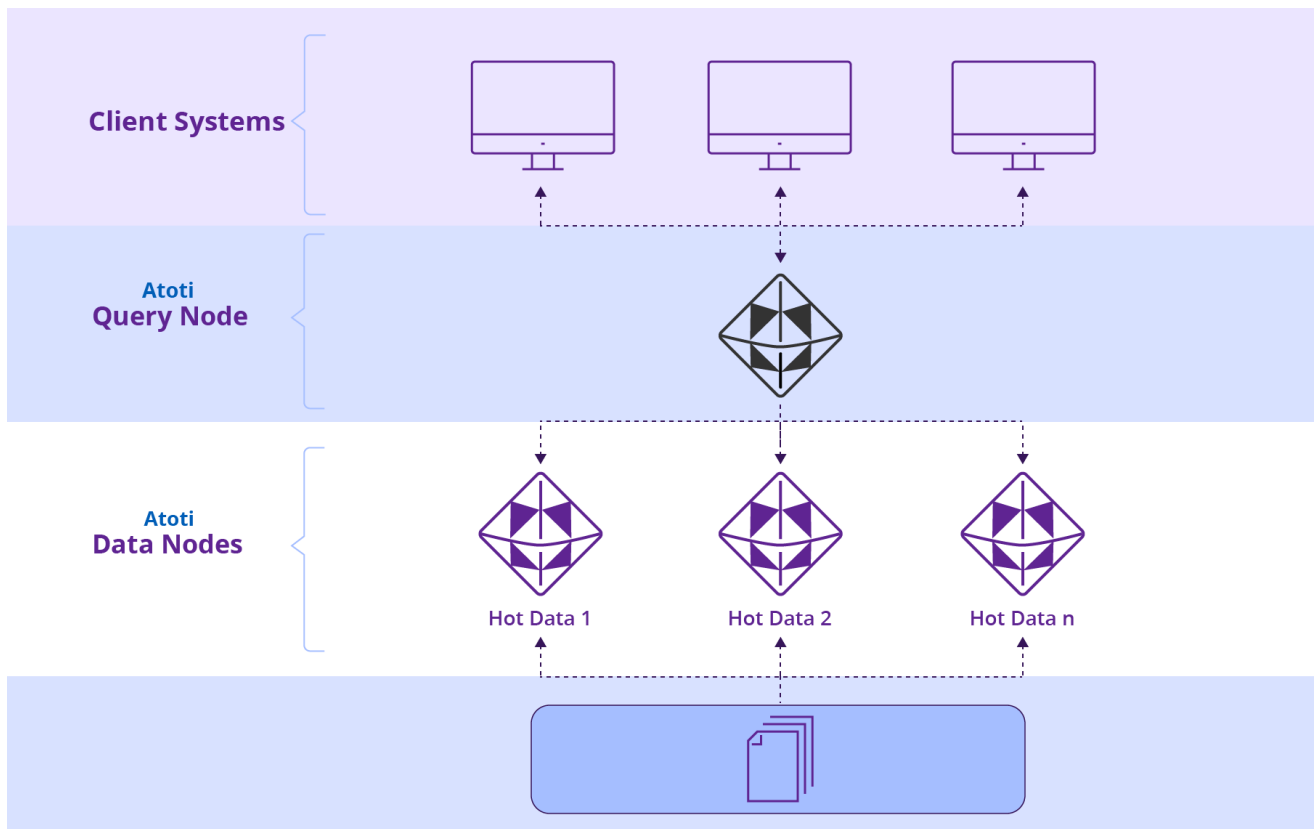 Client Systems
Atoti
Query Node
Atoti
Data Nodes
Hot Data 1
Hot Data 2
Hot Data n